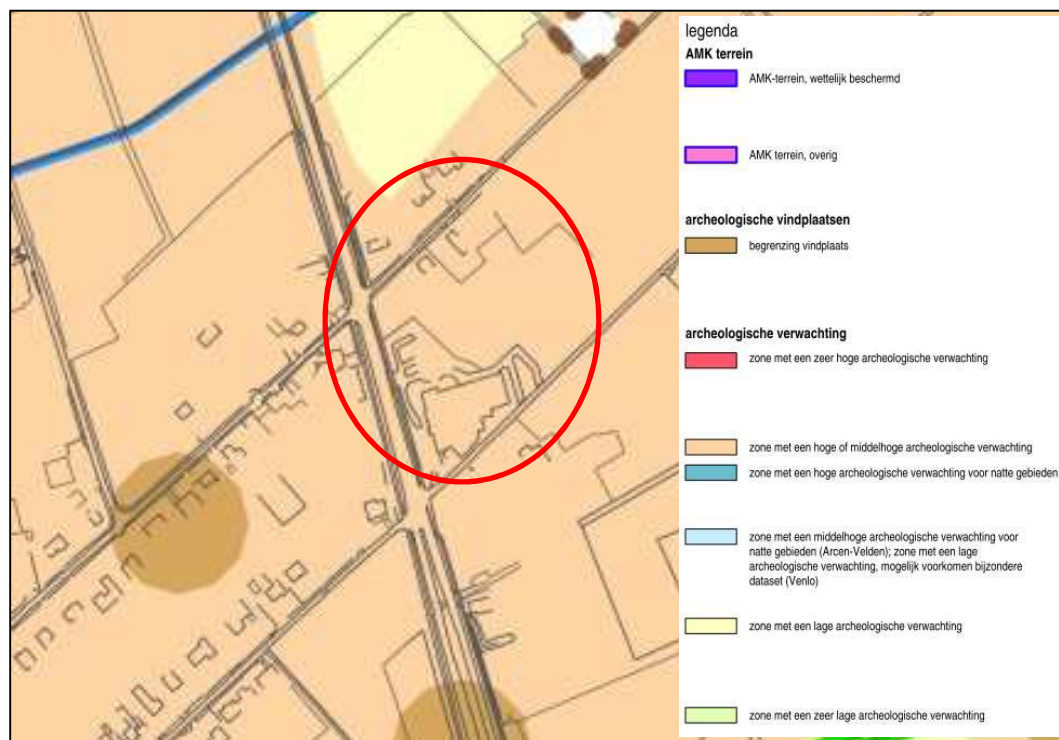 legenda
AMK terrein
AMK-terrein, wettelijk beschermd
AMK terrein, overig
archeologische vindplaatsen
begrenzing vindplaats
archeologische verwachting
zone met een zeer hoge archeologische verwachting
zone met een hoge of middelhoge archeologische verwachting
zone met een hoge archeologische verwachting voor natte gebieden
zone met een middelhoge archeologische verwachting voor
natte gebieden (Arcen-Velden); zone met een lage
archeologische verwachting, mogelijk voorkomen bijzondere
dataset (Venlo)
zone met een lage archeologische verwachting
zone met een zeer lage archeologische verwachting